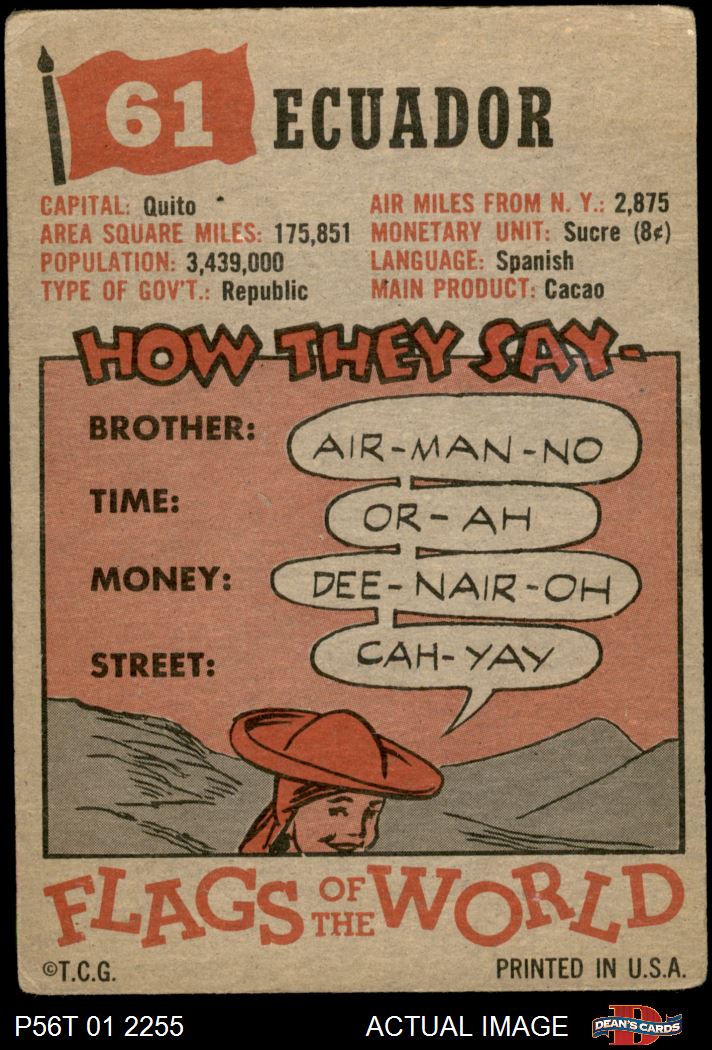 61 ECUADOR
CAPITAL: Quito
AREA SQUARE MILES: 175,851
POPULATION: 3,439,000
TYPE OF GOV'T.: Republic
AIR MILES FROM N. Y.: 2,875
MONETARY UNIT: Sucre (8¢)
LANGUAGE: Spanish
MAIN PRODUCT: Cacao
HOW THEY SAY-
BROTHER: AIR-MAN-NO
TIME: OR-AH
MONEY: DEE-NAIR-OH
STREET: CAH-YAY
FLAGS OF THE WORLD
©T.C.G. PRINTED IN U.S.A.
P56T 01 2255 ACTUAL IMAGE D DEAN'S CARDS